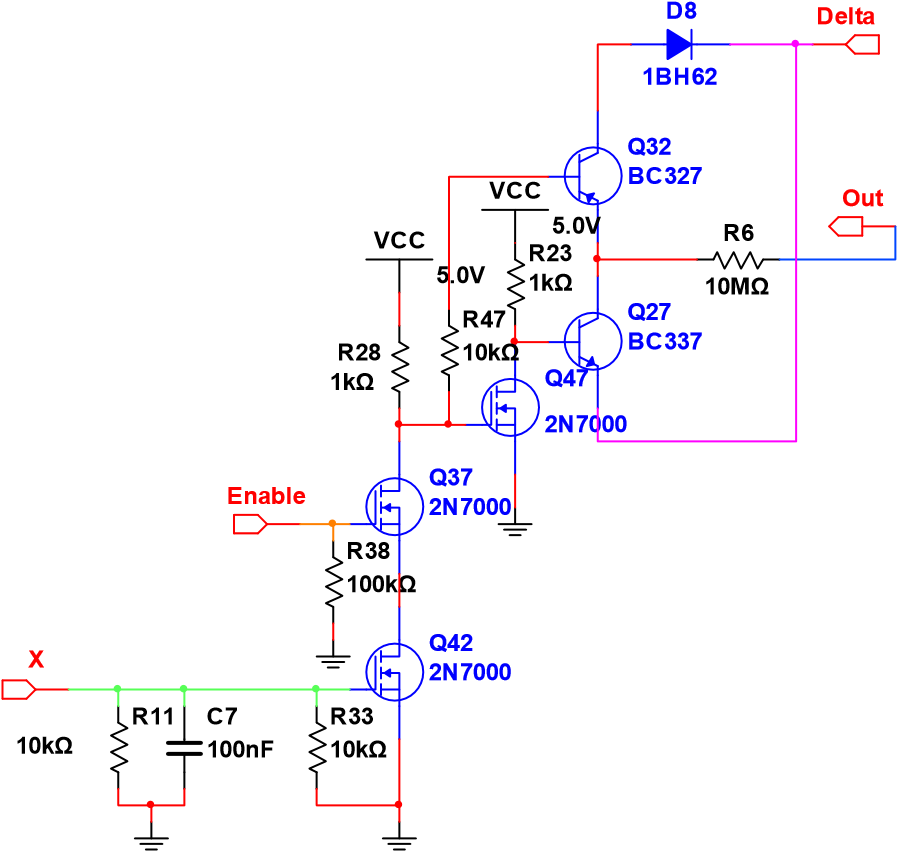 D8
Delta
1BH62
Q32
BC327
VCC
Out
5.0V
R23
R6
VCC
1kΩ
10MΩ
5.0V
Q27
R47
BC337
10kΩ
R28
1kΩ
Q47
2N7000
Q37
Enable
2N7000
R38
100kΩ
Q42
X
2N7000
R11
C7
R33
10kΩ
100nF
10kΩ